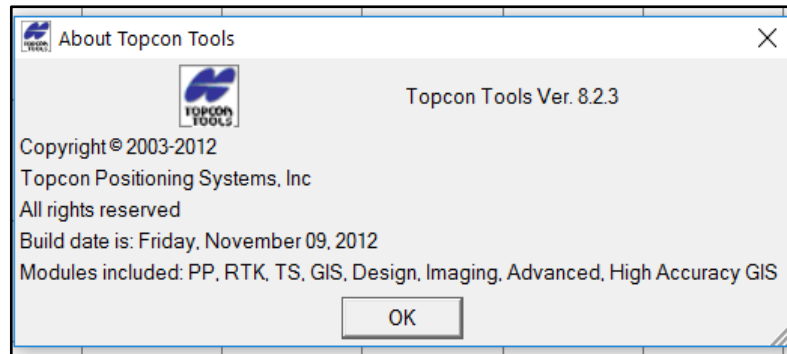 About Topcon Tools
TOPCON
TOOLS
Topcon Tools Ver. 8.2.3
Copyright © 2003-2012
Topcon Positioning Systems, Inc
All rights reserved
Build date is: Friday, November 09, 2012
Modules included: PP, RTK, TS, GIS, Design, Imaging, Advanced, High Accuracy GIS
OK